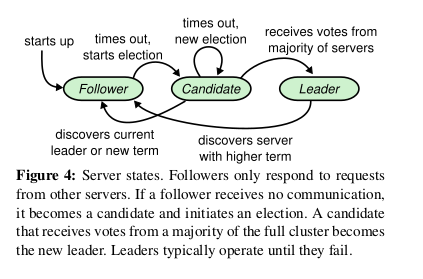 times out,
new election
times out,
starts election
receives votes from
majority of servers
starts up
Follower
Candidate
Leader
discovers current
leader or new term
discovers server
with higher term
Figure 4: Server states. Followers only respond to requests
from other servers. If a follower receives no communication,
it becomes a candidate and initiates an election. A candidate
that receives votes from a majority of the full cluster becomes
the new leader. Leaders typically operate until they fail.